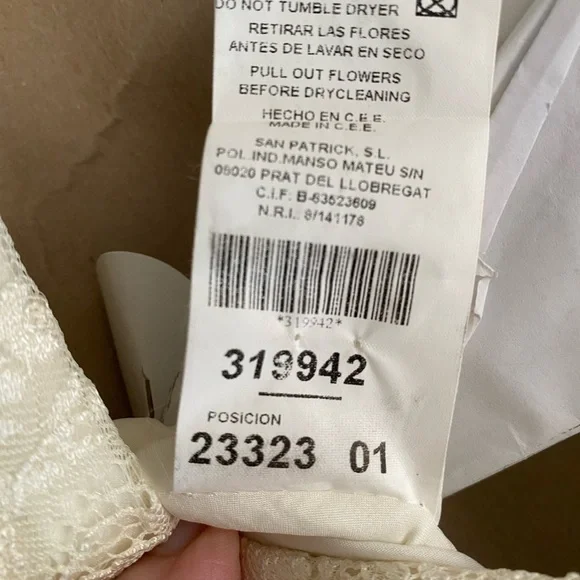 DO NOT TUMBLE DRYER
RETIRAR LAS FLORES
ANTES DE LAVAR EN SECO
PULL OUT FLOWERS
BEFORE DRYCLEANING
HECHO EN C.E.E.
MADE IN C.E.E.
SAN PATRICK, S.L.
POL.IND.MANSO MATEU S/N
08020 PRAT DEL LLOBREGAT
C.I.F: B-63523609
N.R.I.. 8/141178
*319942*
319942
POSICION
23323 01